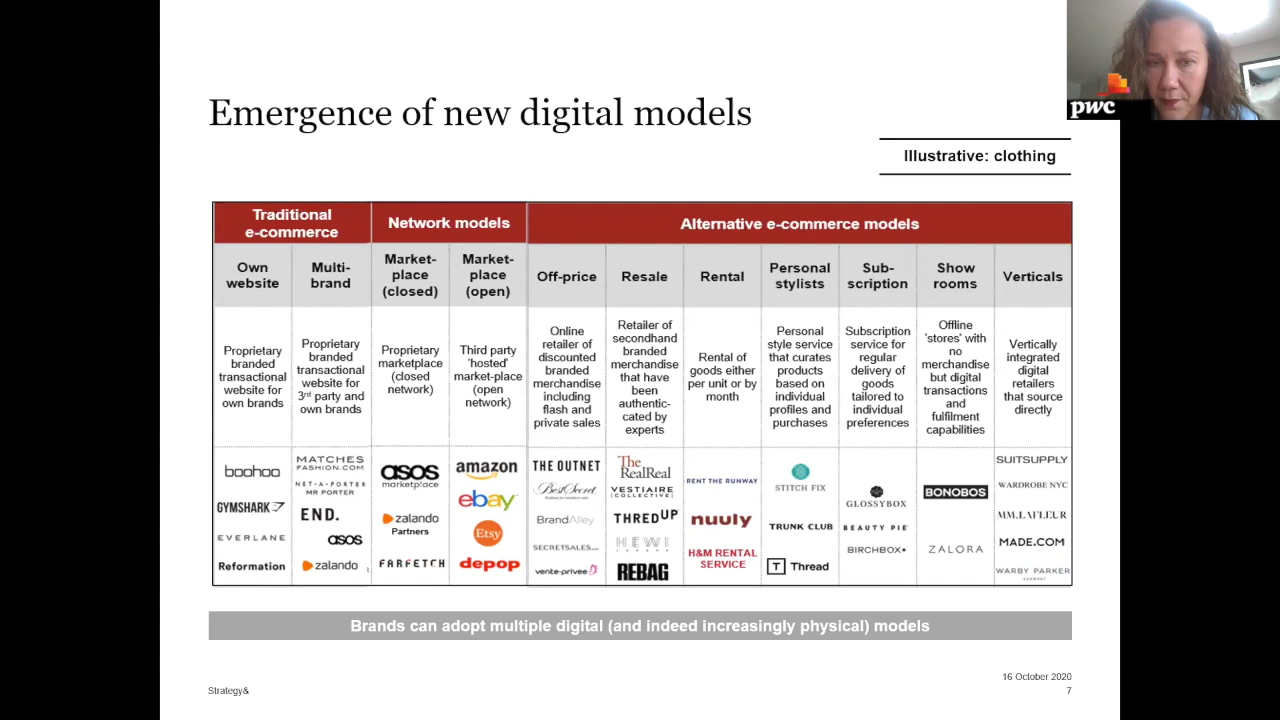 pwc
Emergence of new digital models
Illustrative: clothing
Traditional
e-commerce
Network models
Alternative e-commerce models
Own
website
Multi-
brand
Market-
place
(closed)
Market-
place
(open)
Off-price
Resale
Rental
Personal
stylists
Sub-
scription
Show
rooms
Verticals
Proprietary
branded
transactional
website for
own brands
Proprietary
branded
transactional
website for
3rd party and
own brands
Proprietary
marketplace
(closed
network)
Third party
'hosted'
market-place
(open
network)
Online
retailer of
discounted
branded
merchandise
including
flash and
private sales
Retailer of
secondhand
branded
merchandise
that have
been
authentic-
cated by
experts
Rental of
goods either
per unit or by
month
Personal
style service
that curates
products
based on
individual
profiles and
purchases
Subscription
service for
regular
delivery of
goods
tailored to
individual
preferences
Offline
'stores' with
no
merchandise
but digital
transactions
and
fulfilment
capabilities
Vertically
integrated
digital
retailers
that source
directly
boohoo
GYMSHARK
EVERLANE
Reformation
MATCHES
FASHION.COM
NET-A-PORTER
MR PORTER
END.
asos
zalando
asos
marketplace
zalando
Partners
FARFETCH
amazon
ebay
Etsy
depop
THE OUTNET
BestSecret
BrandAlley
SECRETSALES
vente-privee
The
RealReal
VESTIAIRE
COLLECTIVE
THREDUP
HEWI
LONDON
REBAG
RENT THE RUNWAY
nuuly
H&M RENTAL
SERVICE
STITCH FIX
TRUNK CLUB
T Thread
GLOSSYBOX
BEAUTY PIE
BIRCHBOX
BONOBOS
ZALORA
SUITSUPPLY
WARDROBE NYC
MM.LAFLEUR
MADE.COM
WARBY PARKER
Brands can adopt multiple digital (and indeed increasingly physical) models
16 October 2020
Strategy&
7